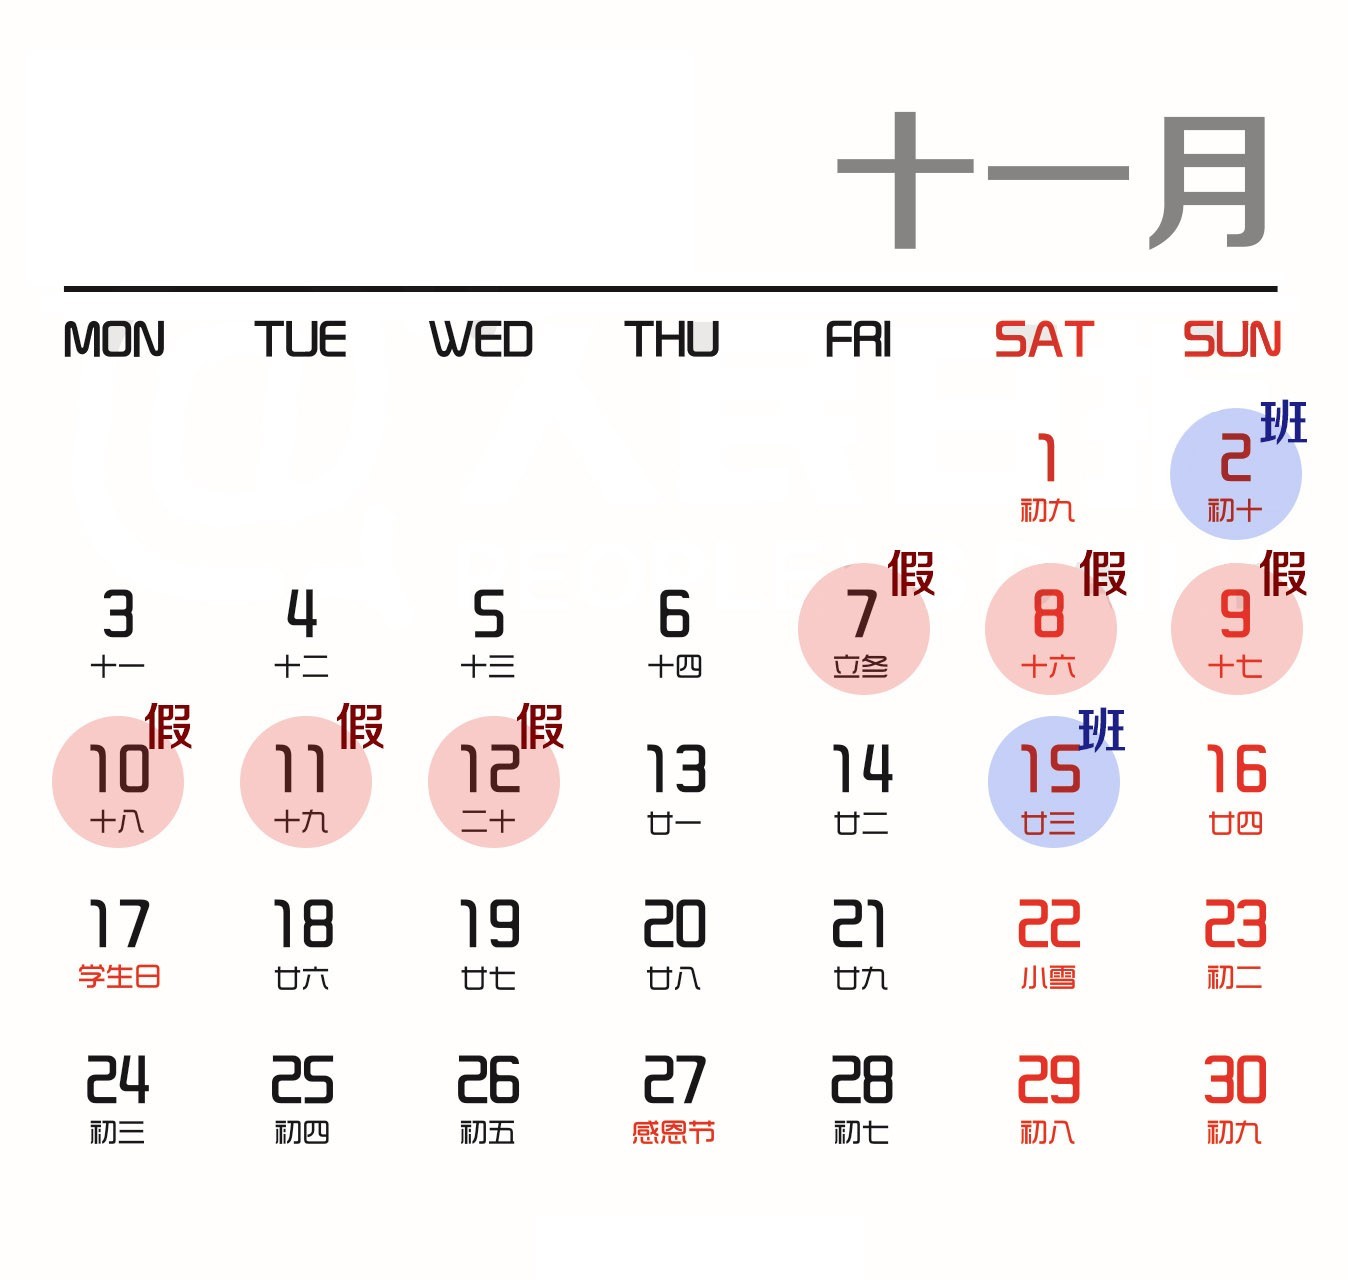 十一月
MON TUE WED THU FRI SAT SUN
班
1 2
初九 初十
假 假 假
3 4 5 6 7 8 9
十一 十二 十三 十四 立冬 十六 十七
假 假 假 班
10 11 12 13 14 15 16
十八 十九 二十 廿一 廿二 廿三 廿四
17 18 19 20 21 22 23
学生日 廿六 廿七 廿八 廿九 小雪 初二
24 25 26 27 28 29 30
初三 初四 初五 感恩节 初七 初八 初九